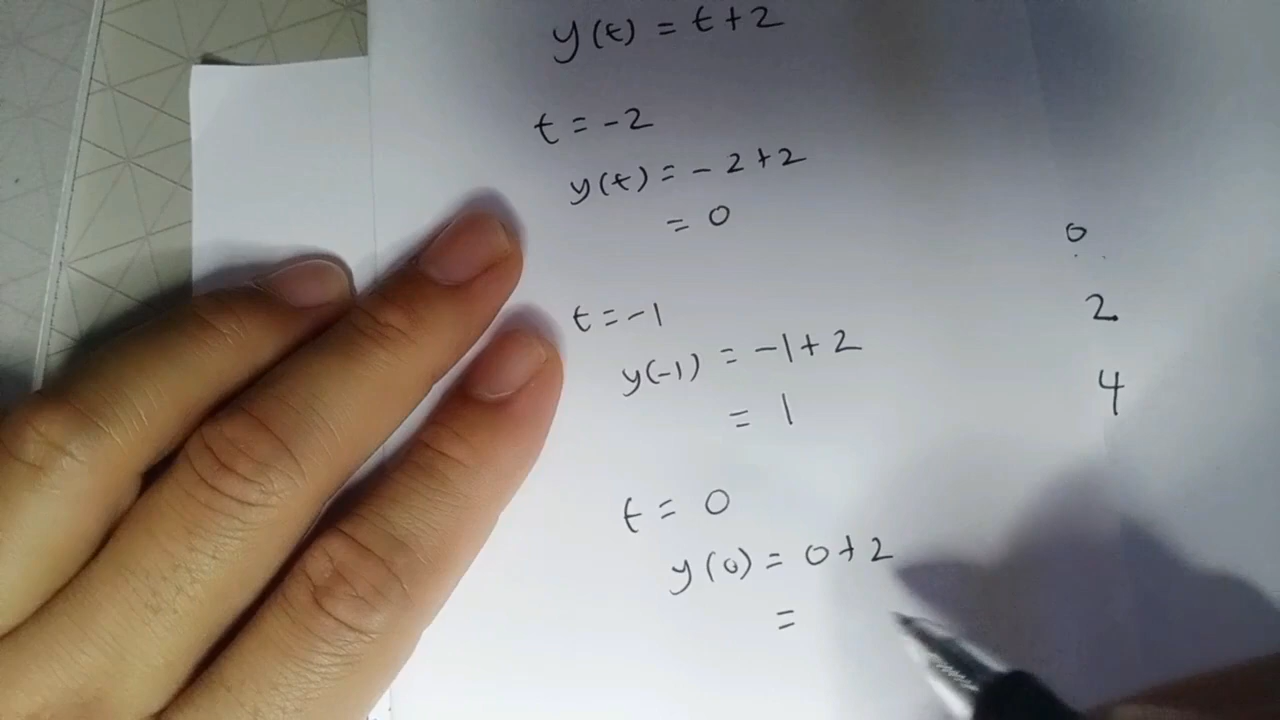 y(t) = t+2
t = -2
y(t) = -2+2
= 0
t = -1
y(-1) = -1+2
= 1
t = 0
y(0) = 0+2
=
0
2
4